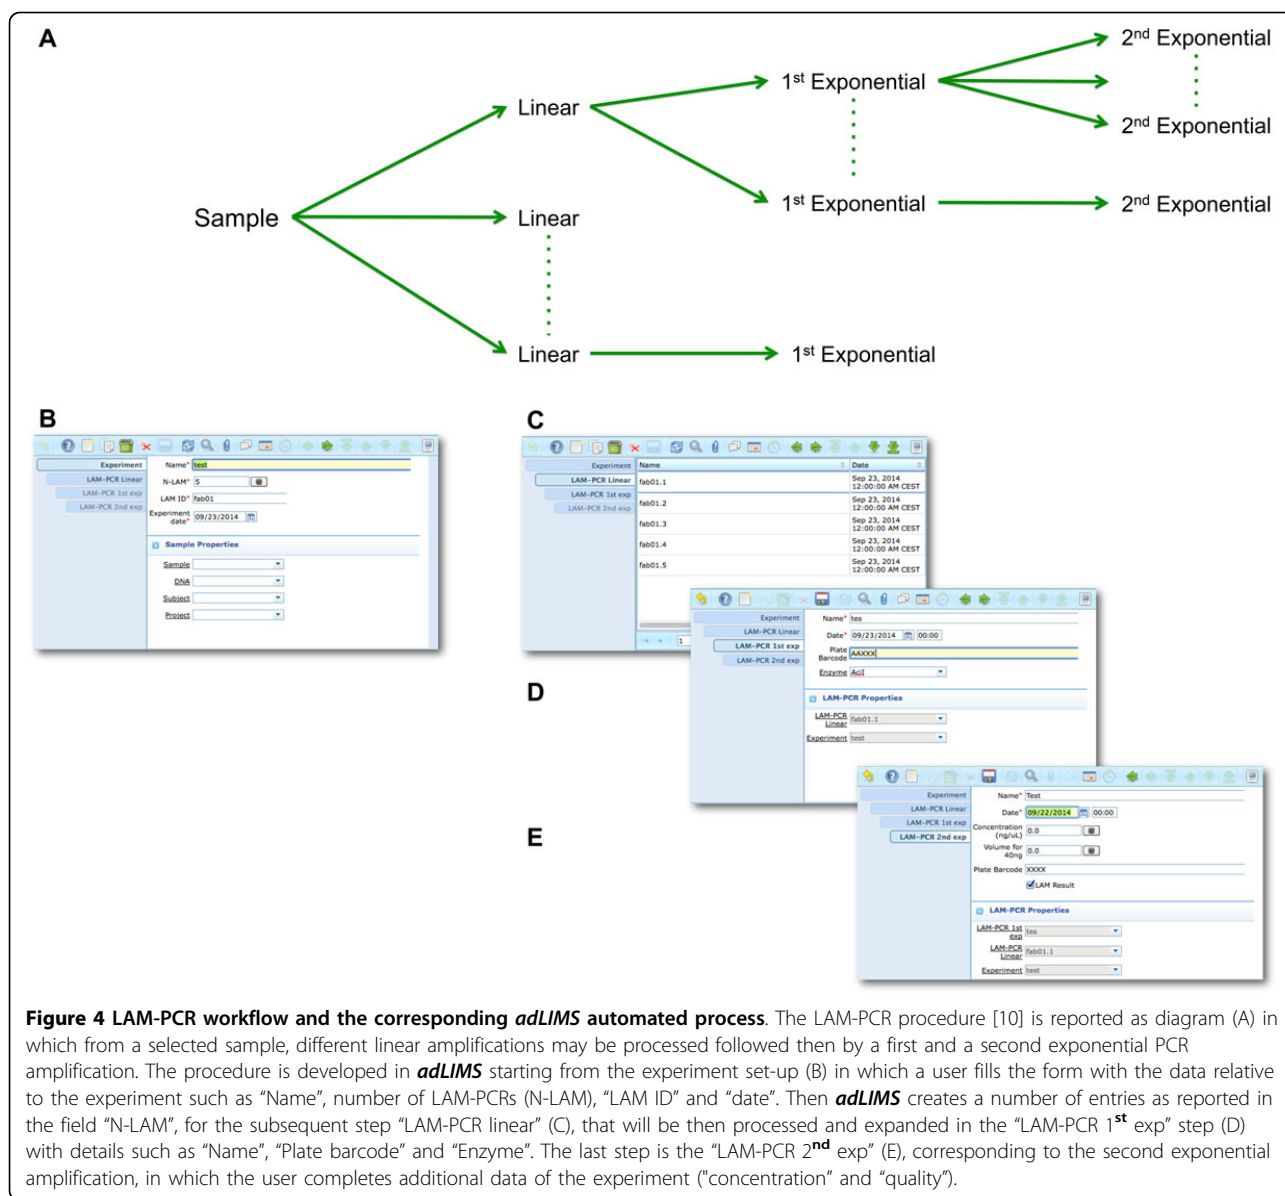 A
2nd Exponential
1st Exponential
Linear
2nd Exponential
1st Exponential
2nd Exponential
Sample
Linear
Linear
1st Exponential
B
Experiment
LAM-PCR Linear
LAM-PCR 1st exp
LAM-PCR 2nd exp
Name* test
N-LAM* 5
LAM ID* fab01
Experiment
date* 09/23/2014
Sample Properties
Sample
DNA
Subject
Project
C
Experiment
LAM-PCR Linear
LAM-PCR 1st exp
LAM-PCR 2nd exp
Name Date
fab01.1 Sep 23, 2014
12:00:00 AM CEST
fab01.2 Sep 23, 2014
12:00:00 AM CEST
fab01.3 Sep 23, 2014
12:00:00 AM CEST
fab01.4 Sep 23, 2014
12:00:00 AM CEST
fab01.5 Sep 23, 2014
12:00:00 AM CEST
1
D
Experiment
LAM-PCR Linear
LAM-PCR 1st exp
LAM-PCR 2nd exp
Name* tes
Date* 09/23/2014 00:00
Plate
Barcode AAXXX
Enzyme AciI
LAM-PCR Properties
LAM-PCR
Linear fab01.1
Experiment test
E
Experiment
LAM-PCR Linear
LAM-PCR 1st exp
LAM-PCR 2nd exp
Name* Test
Date* 09/22/2014 00:00
Concentration
(ng/uL) 0.0
Volume for
40ng 0.0
Plate Barcode XXXX
LAM Result
LAM-PCR Properties
LAM-PCR 1st
exp tes
LAM-PCR
Linear fab01.1
Experiment test
Figure 4 LAM-PCR workflow and the corresponding adLIMS automated process. The LAM-PCR procedure [10] is reported as diagram (A) in
which from a selected sample, different linear amplifications may be processed followed then by a first and a second exponential PCR
amplification. The procedure is developed in adLIMS starting from the experiment set-up (B) in which a user fills the form with the data relative
to the experiment such as “Name”, number of LAM-PCRs (N-LAM), “LAM ID” and “date”. Then adLIMS creates a number of entries as reported in
the field “N-LAM”, for the subsequent step “LAM-PCR linear” (C), that will be then processed and expanded in the “LAM-PCR 1st exp” step (D)
with details such as “Name”, “Plate barcode” and “Enzyme”. The last step is the “LAM-PCR 2nd exp” (E), corresponding to the second exponential
amplification, in which the user completes additional data of the experiment ("concentration” and “quality”).